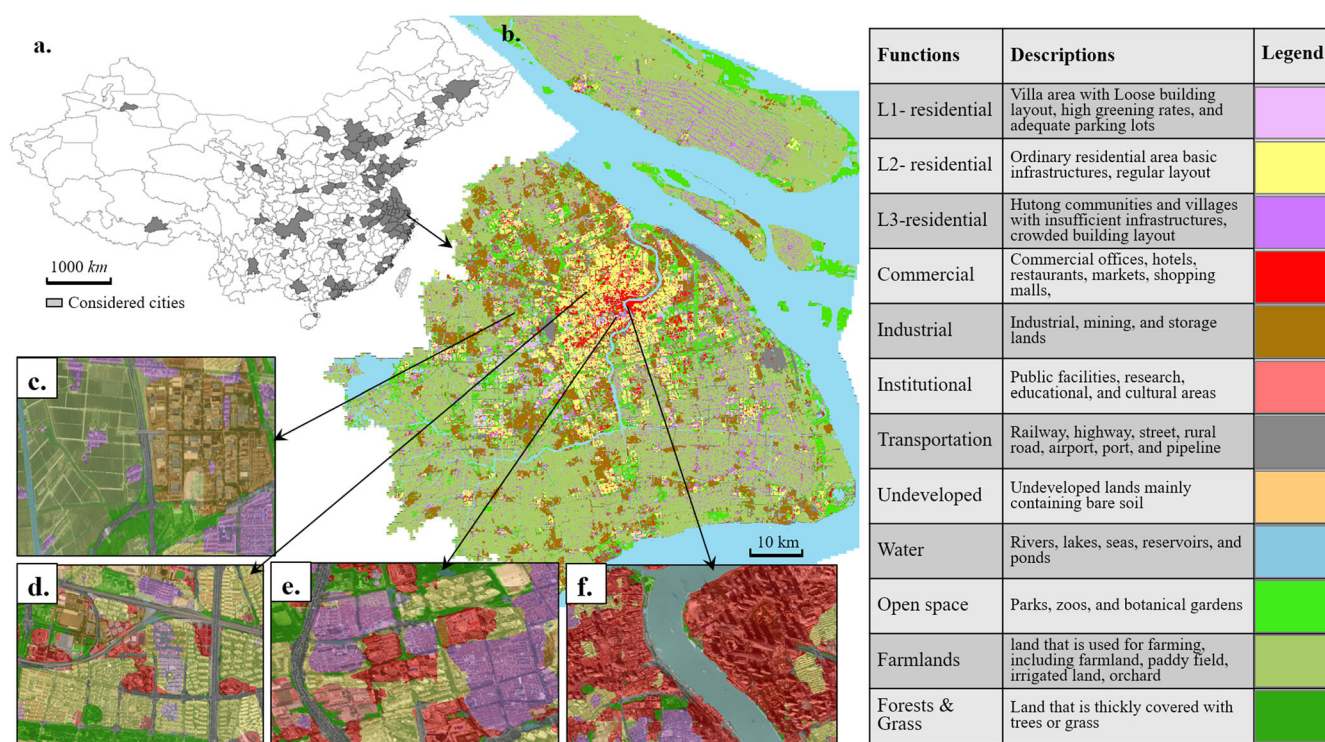 a.
b.
1000 km
Considered cities
c.
10 km
d.
e.
f.
Functions Descriptions Legend
L1- residential
Villa area with Loose building
layout, high greening rates, and
adequate parking lots
L2- residential
Ordinary residential area basic
infrastructures, regular layout
L3-residential
Hutong communities and villages
with insufficient infrastructures,
crowded building layout
Commercial
Commercial offices, hotels,
restaurants, markets, shopping
malls,
Industrial
Industrial, mining, and storage
lands
Institutional
Public facilities, research,
educational, and cultural areas
Transportation
Railway, highway, street, rural
road, airport, port, and pipeline
Undeveloped
Undeveloped lands mainly
containing bare soil
Water
Rivers, lakes, seas, reservoirs, and
ponds
Open space
Parks, zoos, and botanical gardens
Farmlands
land that is used for farming,
including farmland, paddy field,
irrigated land, orchard
Forests &
Grass
Land that is thickly covered with
trees or grass